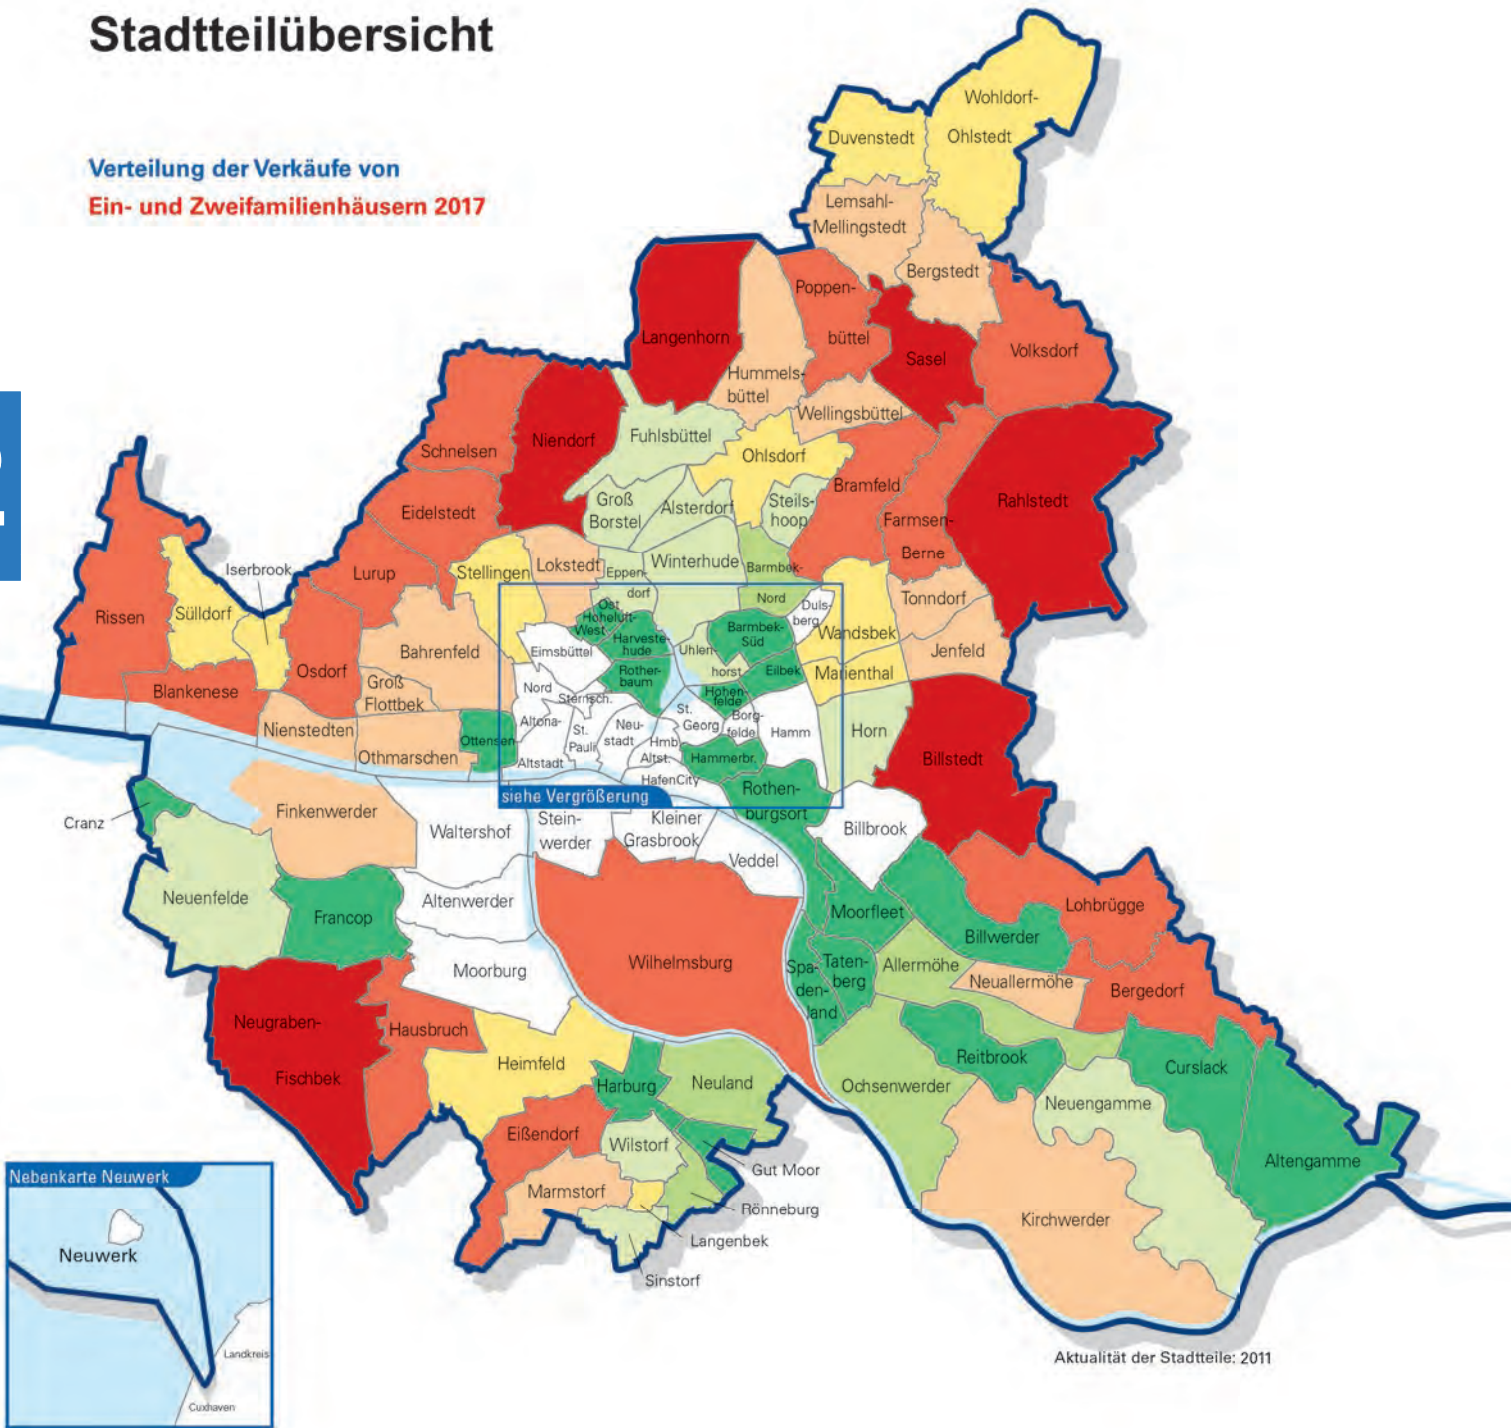 Stadtteilübersicht
Verteilung der Verkäufe von
Ein- und Zweifamilienhäusern 2017
Wohldorf-
Ohlstedt
Duvenstedt
Lemsahl-
Mellingstedt
Bergstedt
Poppen-
büttel
Langenhorn
Sasel
Volksdorf
Hummels-
büttel
Wellingsbüttel
Niendorf
Fuhlsbüttel
Schnelsen
Ohlsdorf
Bramfeld
Rahlstedt
Eidelstedt
Groß
Borstel
Alsterdorf
Steils-
hoop
Farmsen-
Berne
Iserbrook
Lurup
Stellingen
Lokstedt
Eppen-
dorf
Winterhude
Barmbek-
Nord
Duls-
berg
Tonndorf
Rissen
Sülldorf
Ost
Hoheluft-
West
Harveste-
hude
Barmbek-
Süd
Wandsbek
Bahrenfeld
Eimsbüttel
Uhlen-
horst
Jenfeld
Osdorf
Rother-
baum
Eilbek
Marienthal
Blankenese
Groß
Flottbek
Nord
Sternsch.
Hohen-
felde
Nienstedten
Altona-
Altstadt
St.
Pauli
Neu-
stadt
St.
Georg
Borg-
felde
Hamm
Horn
Ottensen
Othmarschen
Hmb.
Altst.
Hammerbr.
Billstedt
HafenCity
siehe Vergrößerung
Rothen-
burgsort
Cranz
Finkenwerder
Waltershof
Stein-
werder
Kleiner
Grasbrook
Billbrook
Veddel
Neuenfelde
Altenwerder
Francop
Moorfleet
Lohbrügge
Billwerder
Moorburg
Wilhelmsburg
Spa-
den-
land
Taten-
berg
Allermöhe
Neuallermöhe
Bergedorf
Neugraben-
Fischbek
Hausbruch
Heimfeld
Reitbrook
Curslack
Harburg
Neuland
Ochsenwerder
Neuengamme
Eißendorf
Wilstorf
Altengamme
Gut Moor
Marmstorf
Rönneburg
Kirchwerder
Langenbek
Sinstorf
Nebenkarte Neuwerk
Neuwerk
Landkreis
Cuxhaven
Aktualität der Stadtteile: 2011